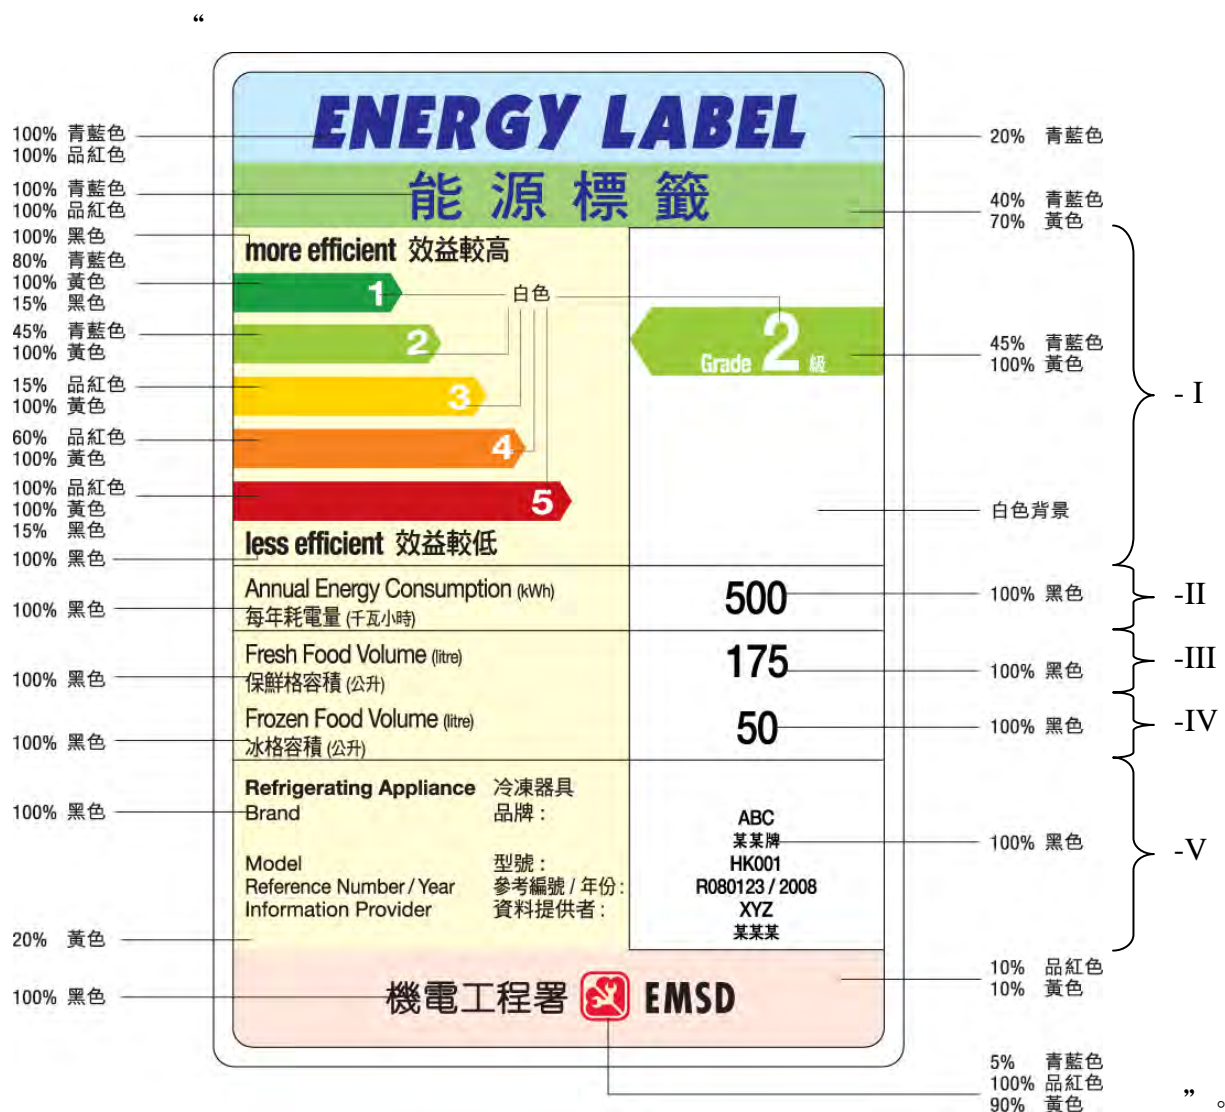 “
ENERGY LABEL
能源標籤
100% 青藍色
100% 品紅色
100% 青藍色
100% 品紅色
100% 黑色
80% 青藍色
100% 黃色
15% 黑色
45% 青藍色
100% 黃色
15% 品紅色
100% 黃色
60% 品紅色
100% 黃色
100% 品紅色
100% 黃色
15% 黑色
100% 黑色
100% 黑色
100% 黑色
100% 黑色
100% 黑色
20% 黃色
100% 黑色
more efficient 效益較高
1
2
3
4
5
白色
less efficient 效益較低
Grade 2 級
Annual Energy Consumption (kWh)
每年耗電量 (千瓦小時)
500
Fresh Food Volume (litre)
保鮮格容積 (公升)
175
Frozen Food Volume (litre)
冰格容積 (公升)
50
Refrigerating Appliance 冷凍器具
Brand 品牌 :
ABC
某某牌
Model 型號 :
HK001
Reference Number / Year 參考編號 / 年份 :
R080123 / 2008
Information Provider 資料提供者 :
XYZ
某某某
機電工程署 EMSD
20% 青藍色
40% 青藍色
70% 黃色
45% 青藍色
100% 黃色
白色背景
100% 黑色
100% 黑色
100% 黑色
100% 黑色
10% 品紅色
10% 黃色
5% 青藍色
100% 品紅色
90% 黃色
- I
-II
-III
-IV
-V
” 。